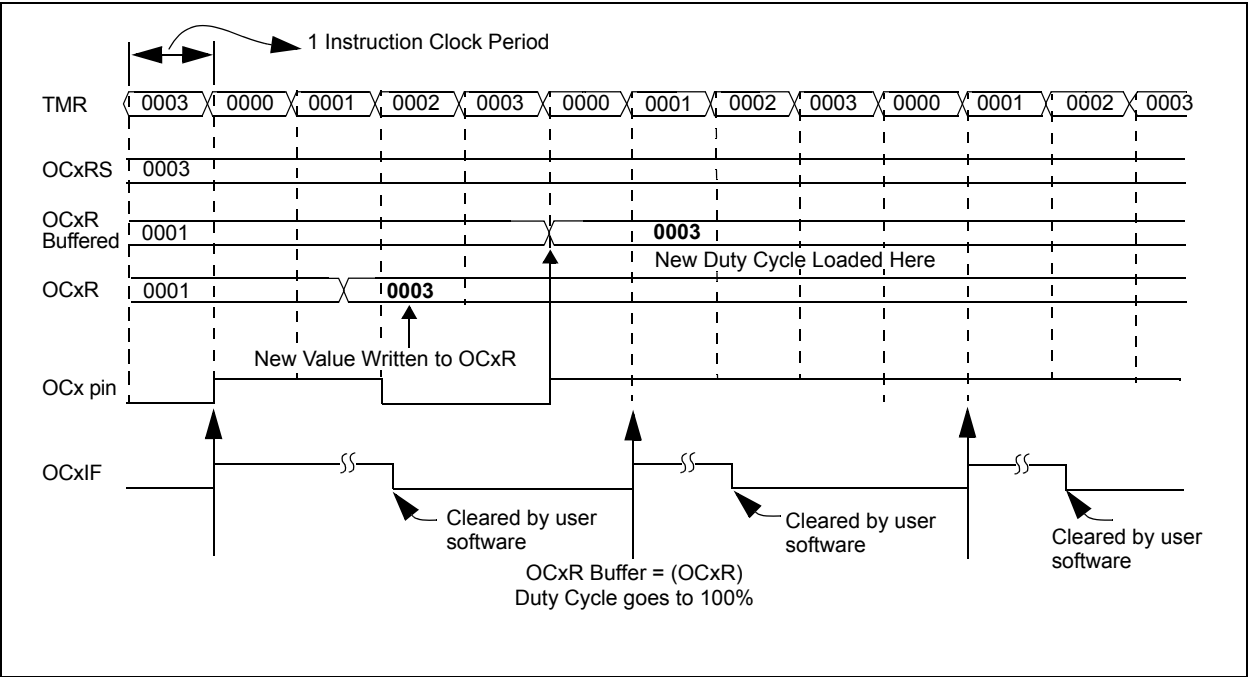 1 Instruction Clock Period
TMR 0003 0000 0001 0002 0003 0000 0001 0002 0003 0000 0001 0002 0003
OCxRS 0003
OCxR
Buffered 0001 0003
New Duty Cycle Loaded Here
OCxR 0001 0003
New Value Written to OCxR
OCx pin
OCxIF
Cleared by user
software
Cleared by user
software
Cleared by user
software
OCxR Buffer = (OCxR)
Duty Cycle goes to 100%